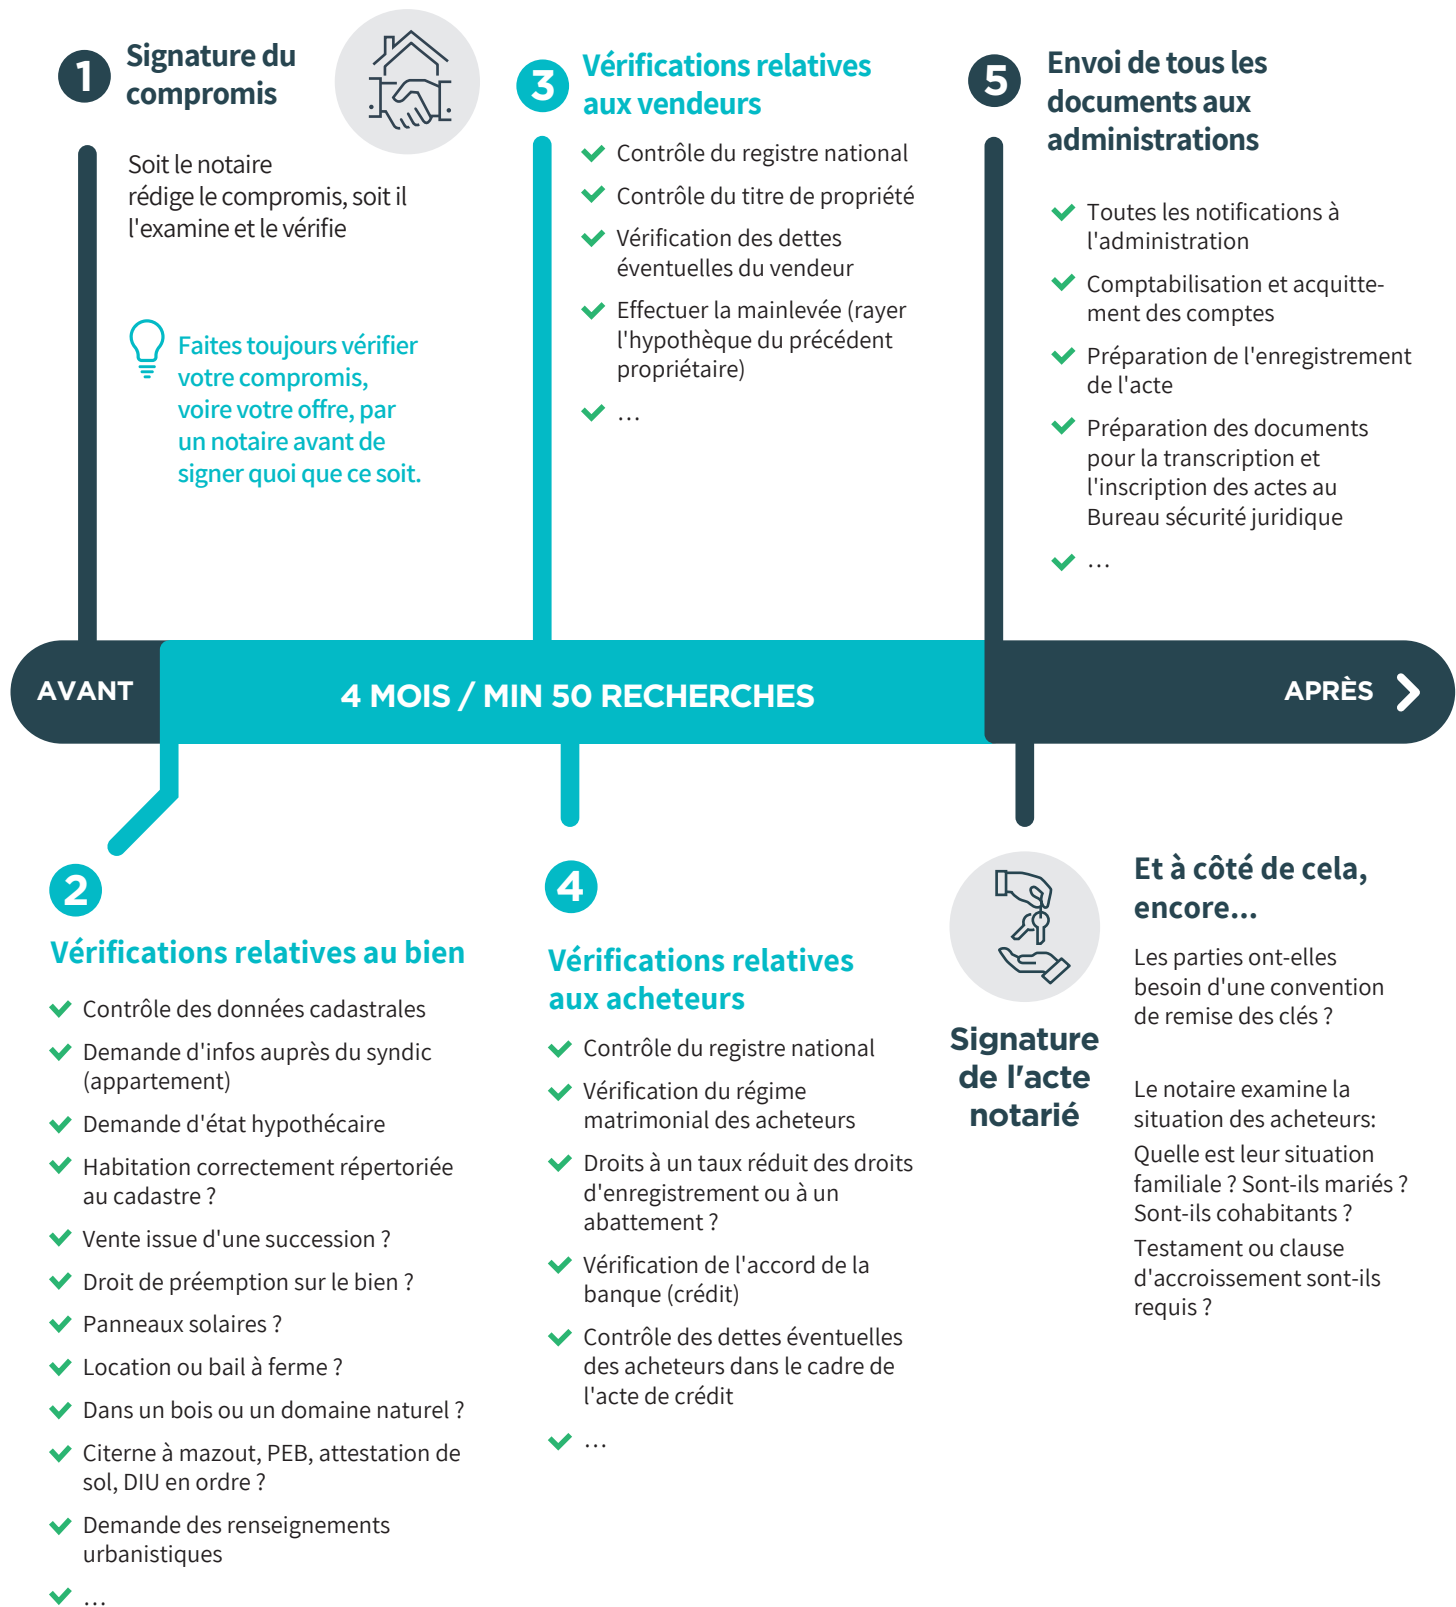 1
Signature du
compromis
Soit le notaire
rédige le compromis, soit il
l'examine et le vérifie
Faites toujours vérifier
votre compromis,
voire votre offre, par
un notaire avant de
signer quoi que ce soit.
3
Vérifications relatives
aux vendeurs
Contrôle du registre national
Contrôle du titre de propriété
Vérification des dettes
éventuelles du vendeur
Effectuer la mainlevée (rayer
l'hypothèque du précédent
propriétaire)
…
5
Envoi de tous les
documents aux
administrations
Toutes les notifications à
l'administration
Comptabilisation et acquitte-
ment des comptes
Préparation de l'enregistrement
de l'acte
Préparation des documents
pour la transcription et
l'inscription des actes au
Bureau sécurité juridique
…
AVANT
4 MOIS / MIN 50 RECHERCHES
APRÈS
2
Vérifications relatives au bien
Contrôle des données cadastrales
Demande d'infos auprès du syndic
(appartement)
Demande d'état hypothécaire
Habitation correctement répertoriée
au cadastre ?
Vente issue d'une succession ?
Droit de préemption sur le bien ?
Panneaux solaires ?
Location ou bail à ferme ?
Dans un bois ou un domaine naturel ?
Citerne à mazout, PEB, attestation de
sol, DIU en ordre ?
Demande des renseignements
urbanistiques
…
4
Vérifications relatives
aux acheteurs
Contrôle du registre national
Vérification du régime
matrimonial des acheteurs
Droits à un taux réduit des droits
d'enregistrement ou à un
abattement ?
Vérification de l'accord de la
banque (crédit)
Contrôle des dettes éventuelles
des acheteurs dans le cadre de
l'acte de crédit
…
Signature
de l'acte
notarié
Et à côté de cela,
encore...
Les parties ont-elles
besoin d'une convention
de remise des clés ?
Le notaire examine la
situation des acheteurs:
Quelle est leur situation
familiale ? Sont-ils mariés ?
Sont-ils cohabitants ?
Testament ou clause
d'accroissement sont-ils
requis ?